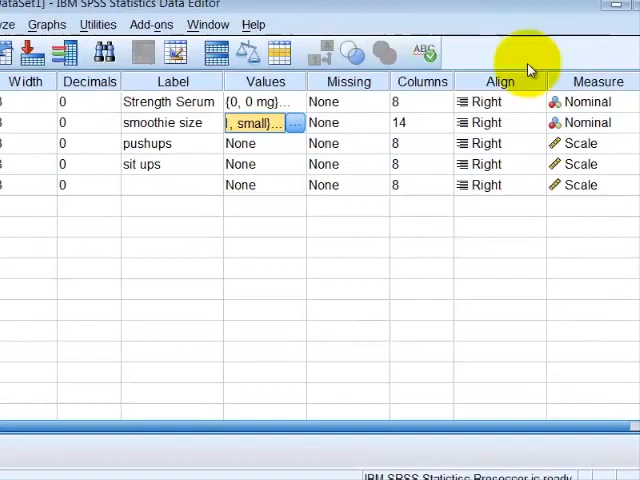 DataSet1] - IBM SPSS Statistics Data Editor
ze Graphs Utilities Add-ons Window Help
ABC
Width Decimals Label Values Missing Columns Align Measure
0 Strength Serum {0, 0 mg}... None 8 Right Nominal
0 smoothie size , small}... ... None 14 Right Nominal
0 pushups None None 8 Right Scale
0 sit ups None None 8 Right Scale
0 None None 8 Right Scale
IBM SPSS Statistics Processor is ready